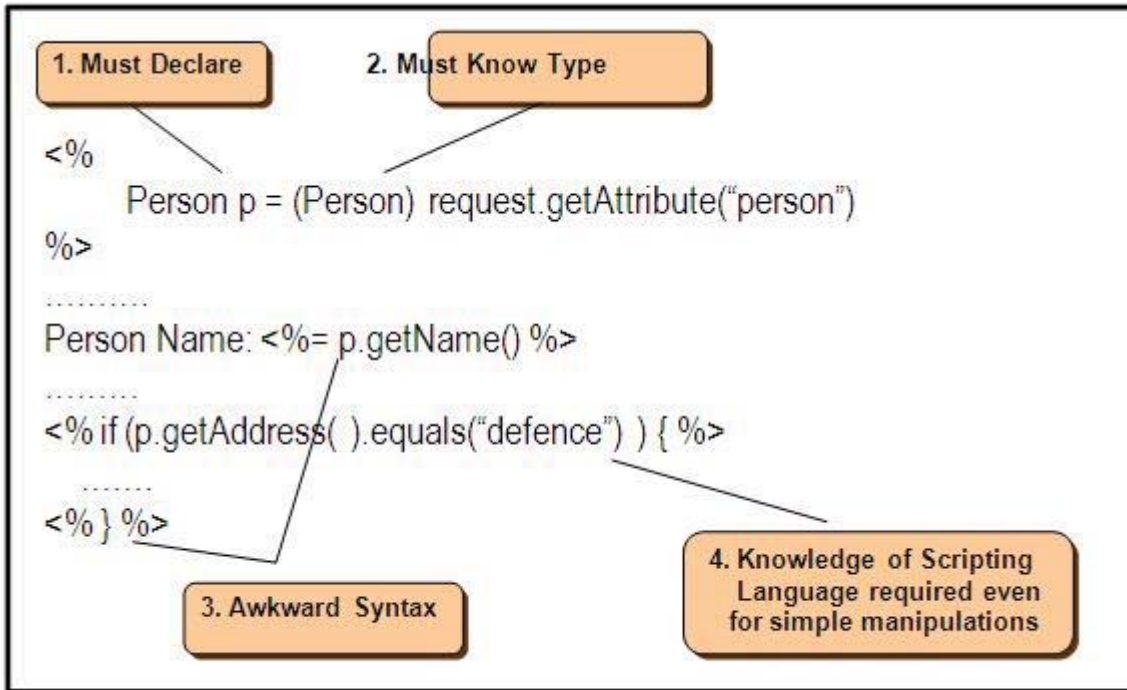 1. Must Declare
2. Must Know Type
<%
Person p = (Person) request.getAttribute(“person”)
%>
..........
Person Name: <%= p.getName() %>
.........
<% if (p.getAddress( ).equals(“defence”) ) { %>
.......
<% } %>
3. Awkward Syntax
4. Knowledge of Scripting
Language required even
for simple manipulations